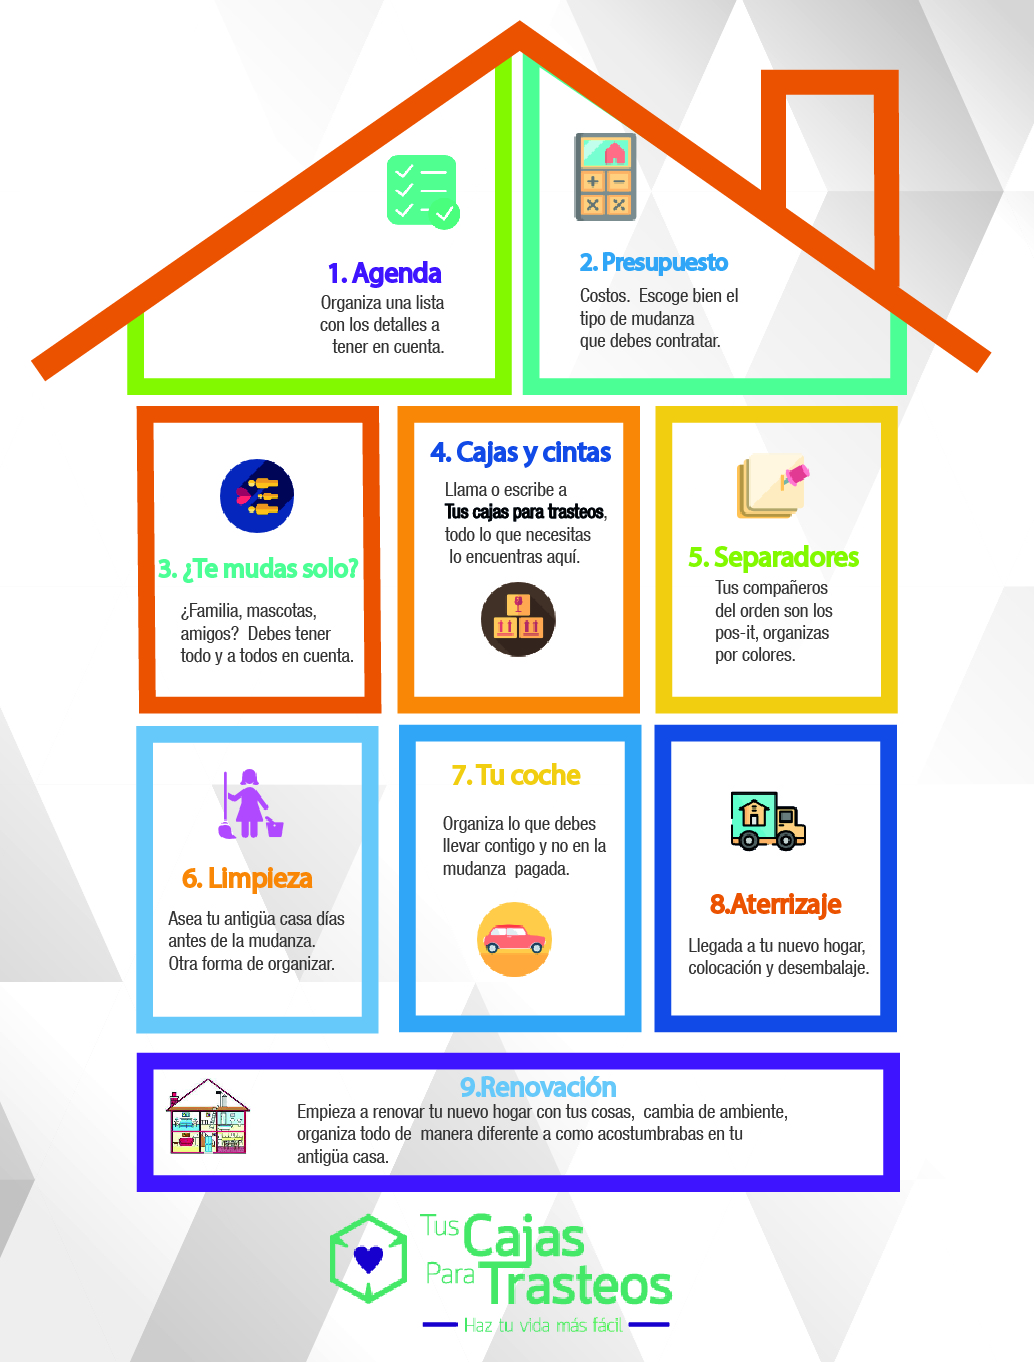 1. Agenda
Organiza una lista
con los detalles a
tener en cuenta.
2. Presupuesto
Costos. Escoge bien el
tipo de mudanza
que debes contratar.
3. ¿Te mudas solo?
¿Familia, mascotas,
amigos? Debes tener
todo y a todos en cuenta.
4. Cajas y cintas
Llama o escribe a
Tus cajas para trasteos,
todo lo que necesitas
lo encuentras aquí.
5. Separadores
Tus compañeros
del orden son los
pos-it, organizas
por colores.
6. Limpieza
Asea tu antigüa casa días
antes de la mudanza.
Otra forma de organizar.
7. Tu coche
Organiza lo que debes
llevar contigo y no en la
mudanza pagada.
8.Aterrizaje
Llegada a tu nuevo hogar,
colocación y desembalaje.
9.Renovación
Empieza a renovar tu nuevo hogar con tus cosas, cambia de ambiente,
organiza todo de manera diferente a como acostumbrabas en tu
antigüa casa.
Tus Cajas
Para Trasteos
Haz tu vida más fácil